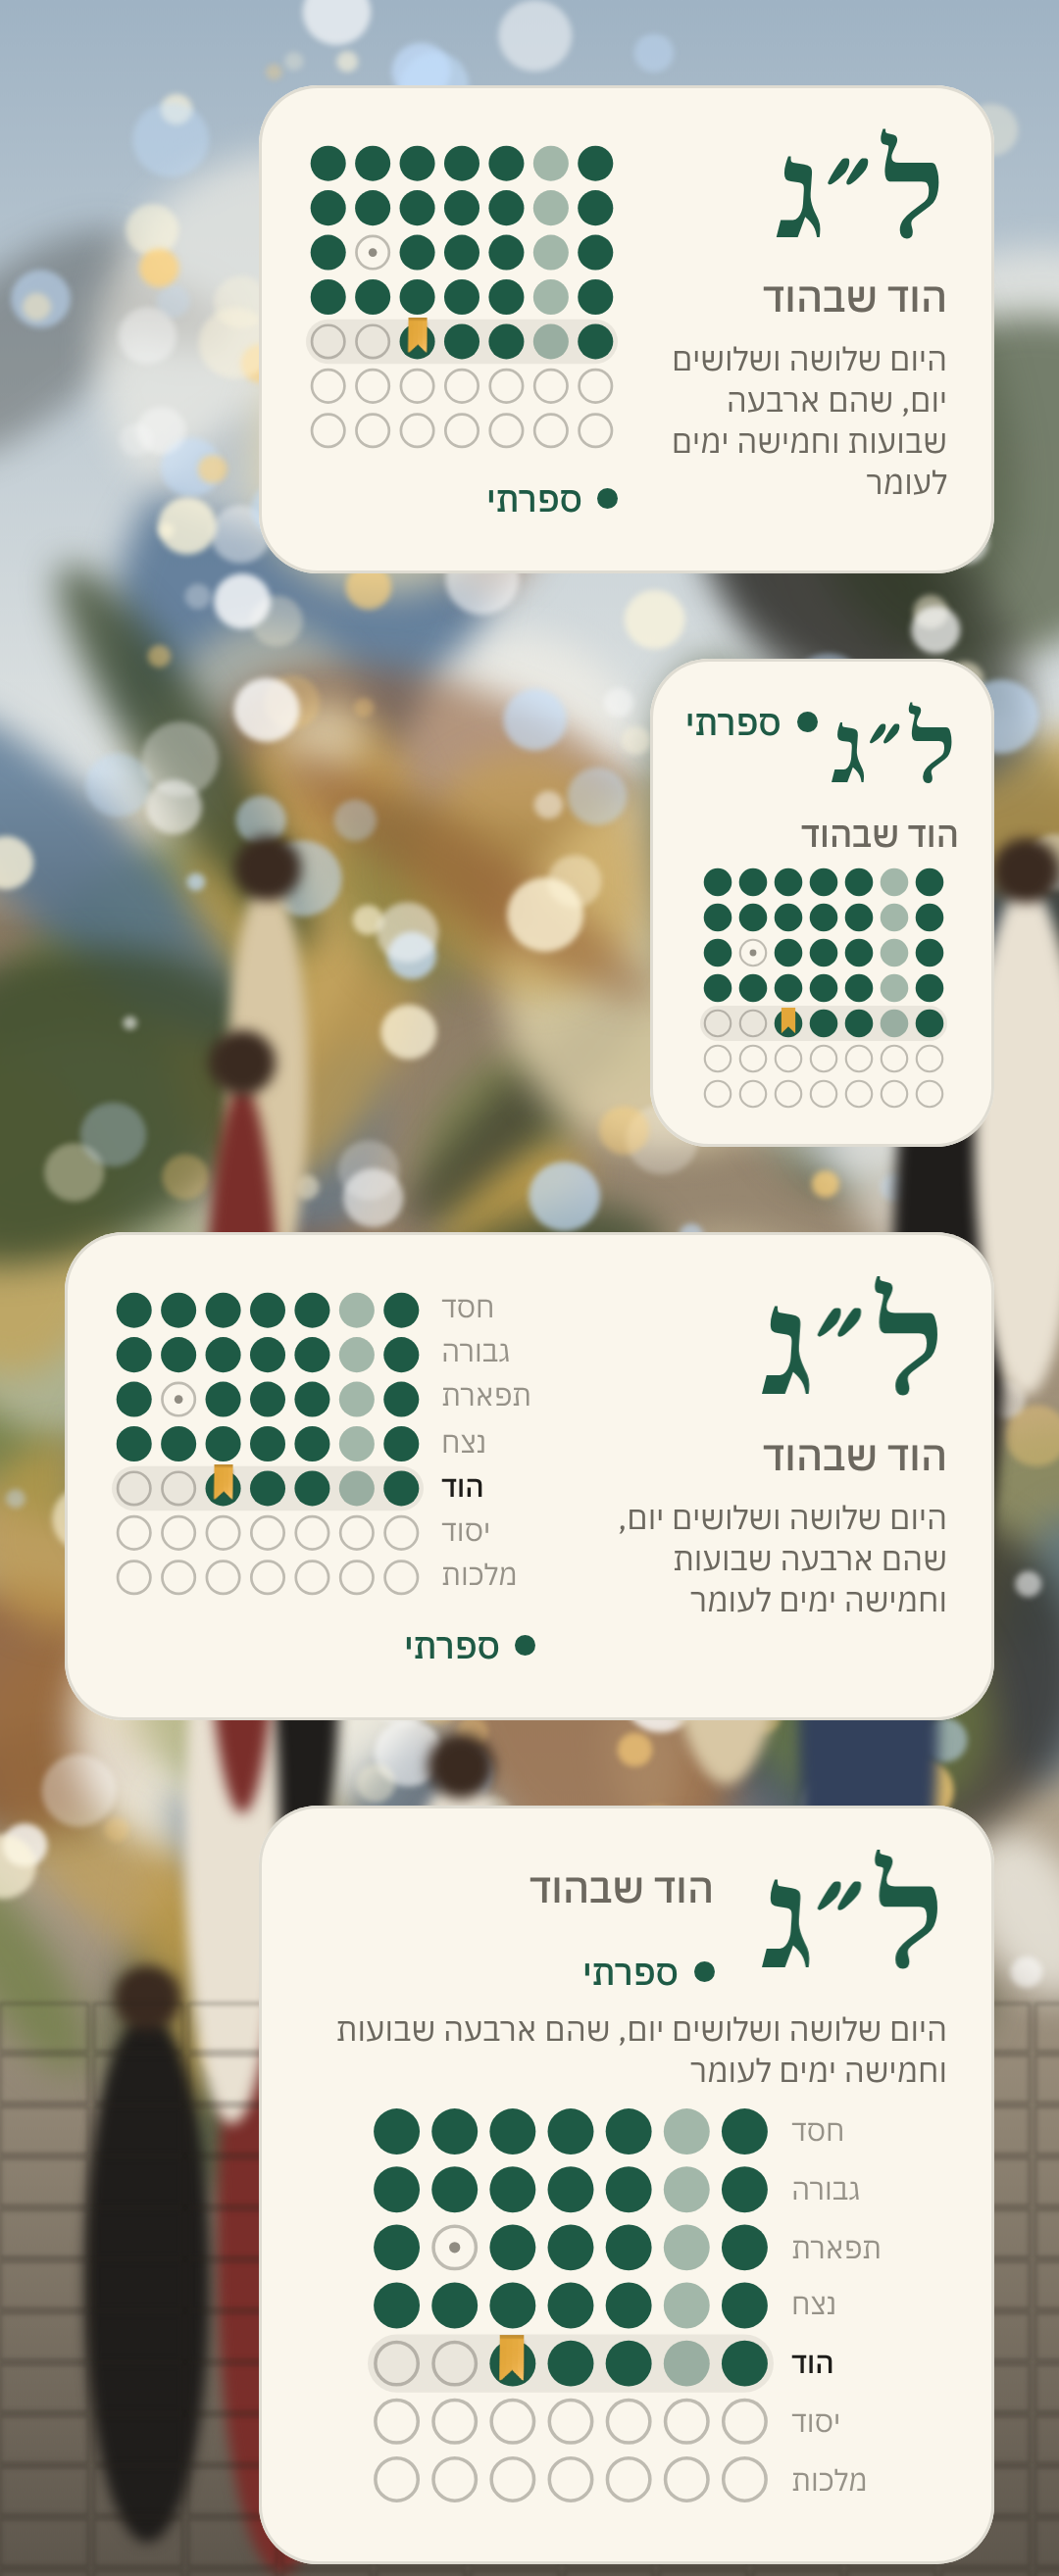 ל״ג
הוד שבהוד
היום שלושה ושלושים
יום, שהם ארבעה
שבועות וחמישה ימים
לעומר
ספרתי
ל״ג
ספרתי
הוד שבהוד
ל״ג
הוד שבהוד
היום שלושה ושלושים יום,
שהם ארבעה שבועות
וחמישה ימים לעומר
חסד
גבורה
תפארת
נצח
הוד
יסוד
מלכות
ספרתי
ל״ג
הוד שבהוד
ספרתי
היום שלושה ושלושים יום, שהם ארבעה שבועות
וחמישה ימים לעומר
חסד
גבורה
תפארת
נצח
הוד
יסוד
מלכות